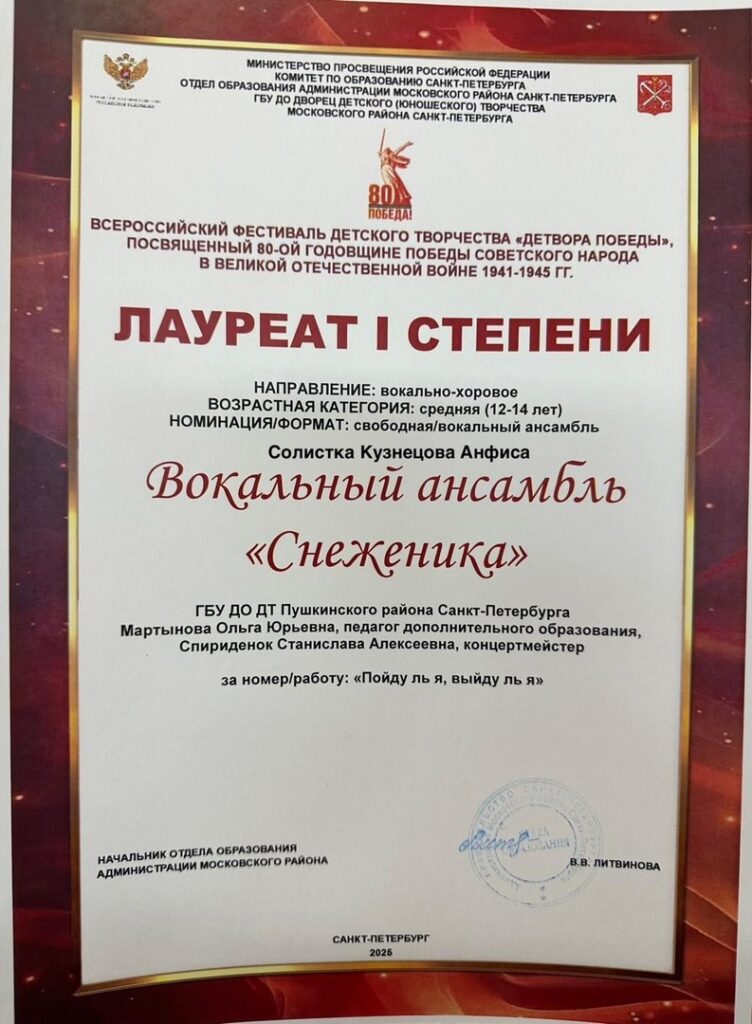 МИНИСТЕРСТВО ПРОСВЕЩЕНИЯ РОССИЙСКОЙ ФЕДЕРАЦИИ
КОМИТЕТ ПО ОБРАЗОВАНИЮ САНКТ-ПЕТЕРБУРГА
ОТДЕЛ ОБРАЗОВАНИЯ АДМИНИСТРАЦИИ МОСКОВСКОГО РАЙОНА САНКТ-ПЕТЕРБУРГА
ГБУ ДО ДВОРЕЦ ДЕТСКОГО (ЮНОШЕСКОГО) ТВОРЧЕСТВА
МОСКОВСКОГО РАЙОНА САНКТ-ПЕТЕРБУРГА
80
ПОБЕДА!
ВСЕРОССИЙСКИЙ ФЕСТИВАЛЬ ДЕТСКОГО ТВОРЧЕСТВА «ДЕТВОРА ПОБЕДЫ»,
ПОСВЯЩЕННЫЙ 80-ОЙ ГОДОВЩИНЕ ПОБЕДЫ СОВЕТСКОГО НАРОДА
В ВЕЛИКОЙ ОТЕЧЕСТВЕННОЙ ВОЙНЕ 1941-1945 ГГ.
ЛАУРЕАТ I СТЕПЕНИ
НАПРАВЛЕНИЕ: вокально-хоровое
ВОЗРАСТНАЯ КАТЕГОРИЯ: средняя (12-14 лет)
НОМИНАЦИЯ/ФОРМАТ: свободная/вокальный ансамбль
Солистка Кузнецова Анфиса
Вокальный ансамбль
«Снеженика»
ГБУ ДО ДТ Пушкинского района Санкт-Петербурга
Мартынова Ольга Юрьевна, педагог дополнительного образования,
Спириденок Станислава Алексеевна, концертмейстер
за номер/работу: «Пойду ль я, выйду ль я»
НАЧАЛЬНИК ОТДЕЛА ОБРАЗОВАНИЯ
АДМИНИСТРАЦИИ МОСКОВСКОГО РАЙОНА
В.В. ЛИТВИНОВА
САНКТ-ПЕТЕРБУРГ
2025